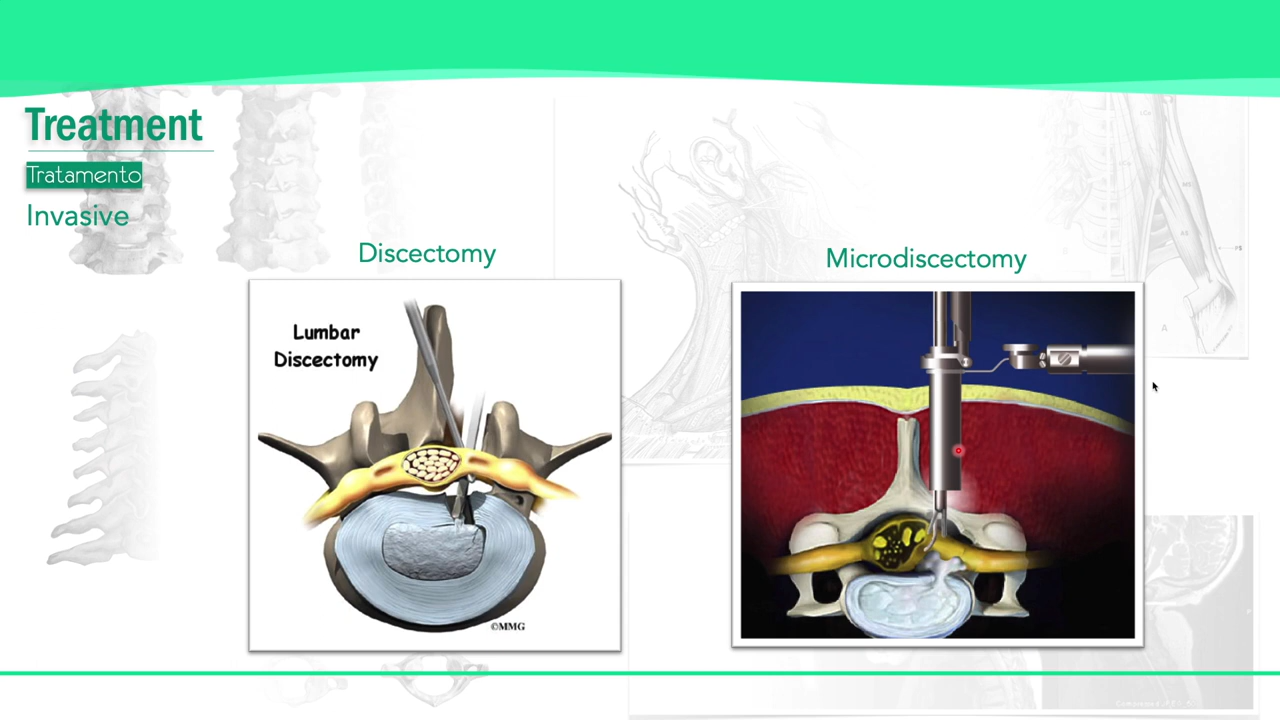 Treatment
Tratamento
Invasive
Discectomy
Microdiscectomy
Lumbar
Discectomy
©MMG